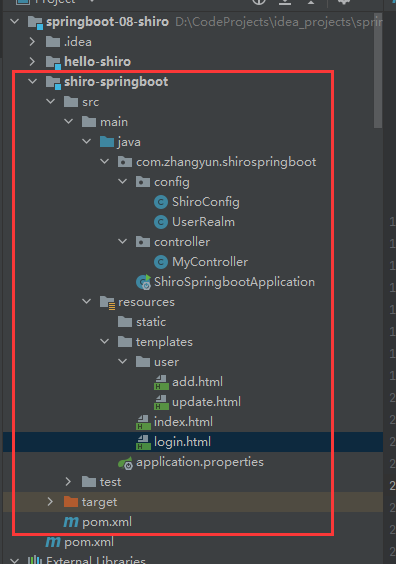 Project
springboot-08-shiro D:\CodeProjects\idea_projects\spr
.idea
hello-shiro
shiro-springboot
src
main
java
com.zhangyun.shirospringboot
config
ShiroConfig
UserRealm
controller
MyController
ShiroSpringbootApplication
resources
static
templates
user
add.html
update.html
index.html
login.html
application.properties
test
target
pom.xml
pom.xml
External Libraries